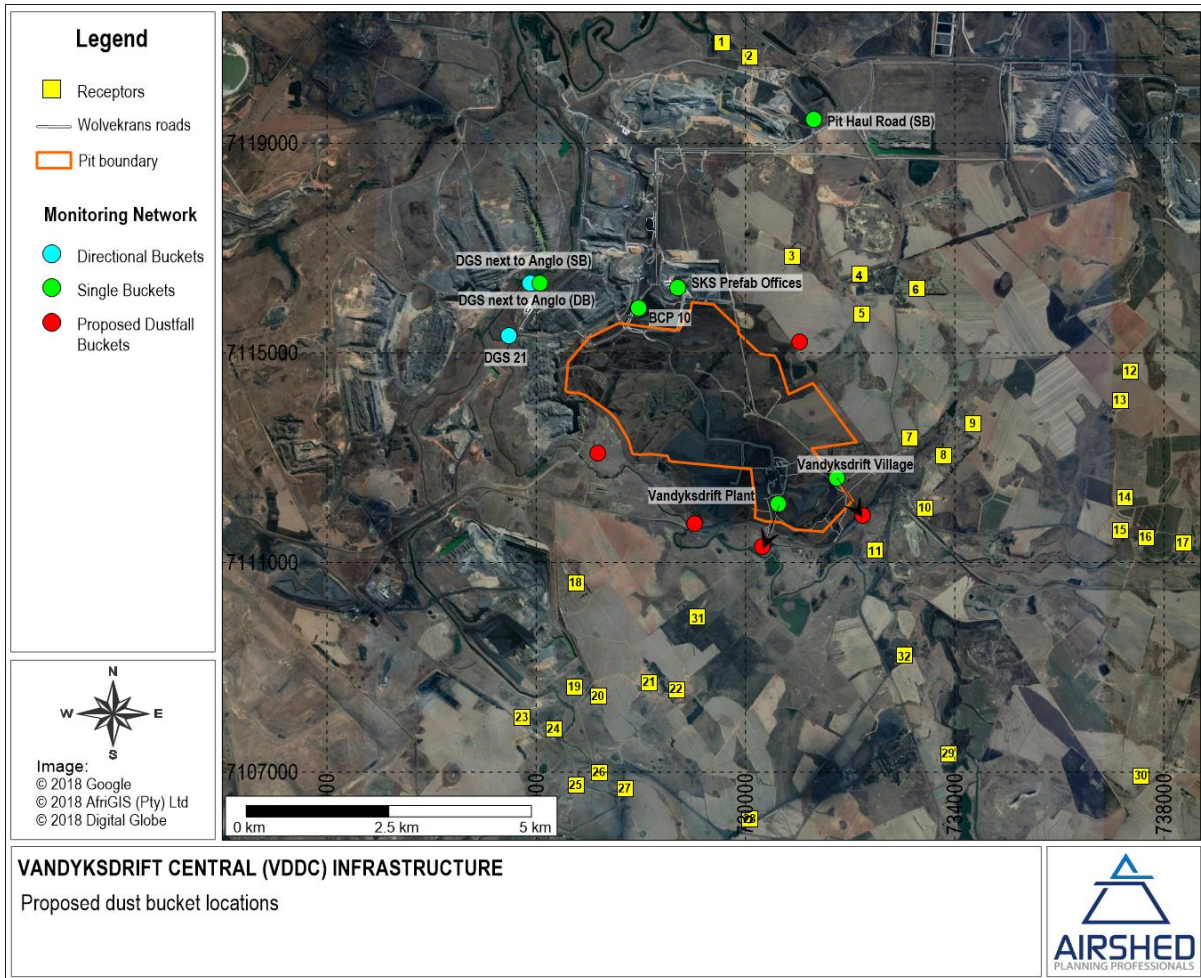 Legend
Receptors
Wolvekrans roads
Pit boundary
Monitoring Network
Directional Buckets
Single Buckets
Proposed Dustfall
Buckets
N
W E
S
Image:
© 2018 Google
© 2018 AfriGIS (Pty) Ltd
© 2018 Digital Globe
1
2
Pit Haul Road (SB)
7119000
3
DGS next to Anglo (SB)
4
SKS Prefab Offices
6
DGS next to Anglo (DB)
BCP 10
5
7115000
DGS 21
12
13
9
7
8
Vandyksdrift Village
Vandyksdrift Plant
14
10
15
16
17
11
7111000
18
31
32
21
19
22
20
23
24
29
7107000
26
30
25
27
28
734000
738000
0 km 2.5 km 5 km
VANDYKSDRIFT CENTRAL (VDDC) INFRASTRUCTURE
Proposed dust bucket locations
AIRSHED
PLANNING PROFESSIONALS